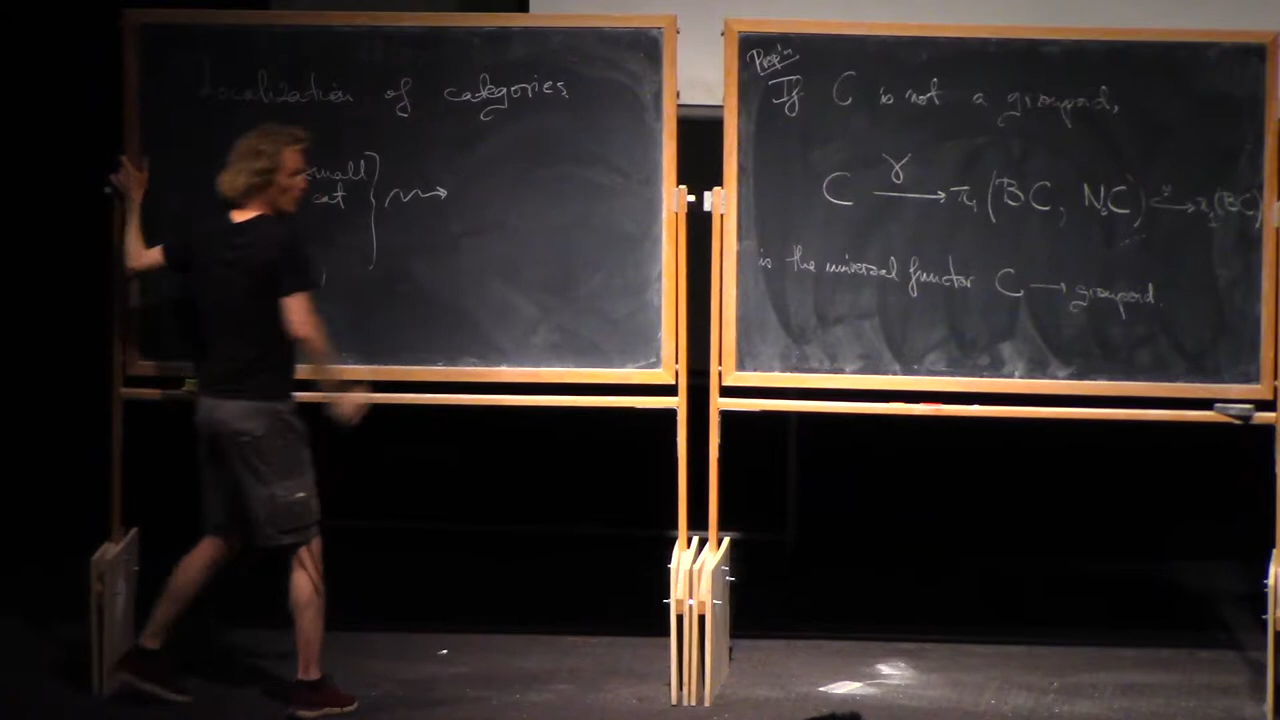 Localization of categories
small
cat
Prop'n
If C is not a groupoid,
C →^γ π₁(BC, N₀C) ↪ π₁(BC)
is the universal functor C → groupoid.